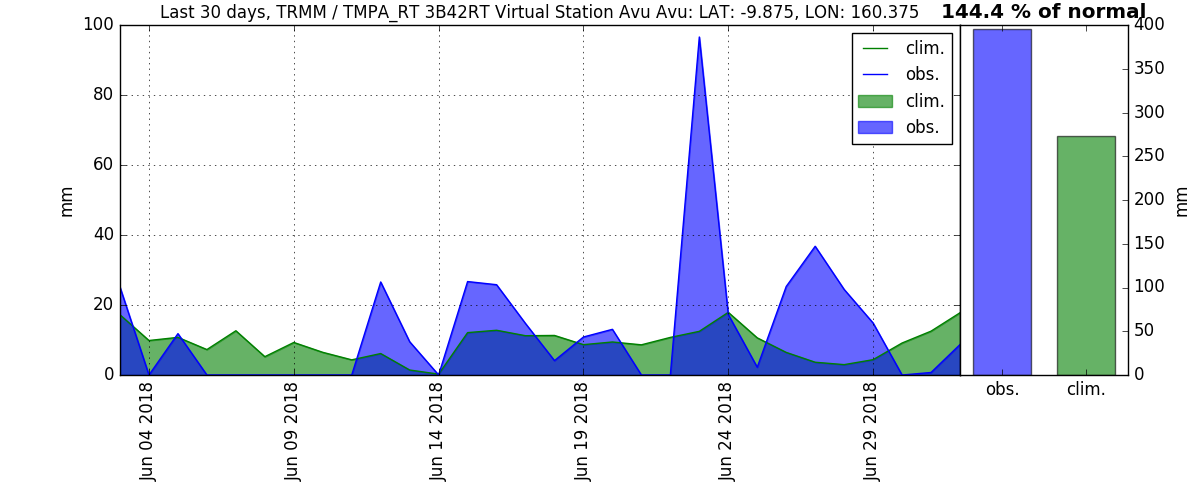 Last 30 days, TRMM / TMPA_RT 3B42RT Virtual Station Avu Avu: LAT: -9.875, LON: 160.375
144.4 % of normal
100
80
60
40
20
0
mm
clim.
obs.
clim.
obs.
400
350
300
250
200
150
100
50
0
mm
Jun 04 2018
Jun 09 2018
Jun 14 2018
Jun 19 2018
Jun 24 2018
Jun 29 2018
obs.
clim.